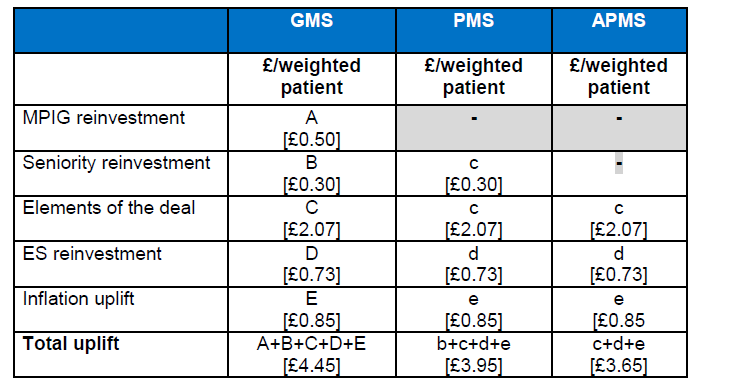 GMS PMS APMS
£/weighted £/weighted £/weighted
patient patient patient
MPIG reinvestment A - -
[£0.50]
Seniority reinvestment B c -
[£0.30] [£0.30]
Elements of the deal C c c
[£2.07] [£2.07] [£2.07]
ES reinvestment D d d
[£0.73] [£0.73] [£0.73]
Inflation uplift E e e
[£0.85] [£0.85] [£0.85
Total uplift A+B+C+D+E b+c+d+e c+d+e
[£4.45] [£3.95] [£3.65]